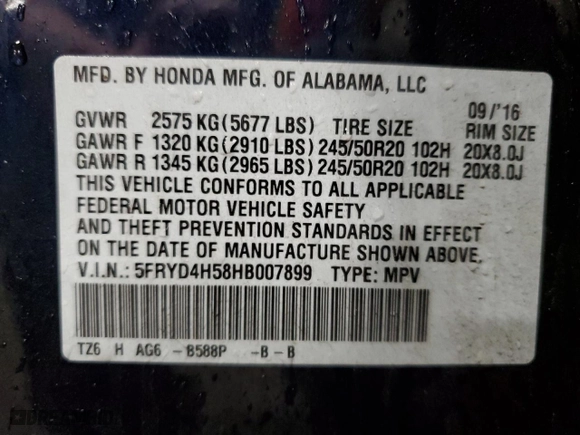 MFD. BY HONDA MFG. OF ALABAMA, LLC
09/'16
GVWR 2575 KG(5677 LBS) TIRE SIZE RIM SIZE
GAWR F 1320 KG(2910 LBS)245/50R20 102H 20X8.0J
GAWR R 1345 KG(2965 LBS)245/50R20 102H 20X8.0J
THIS VEHICLE CONFORMS TO ALL APPLICABLE
FEDERAL MOTOR VEHICLE SAFETY
AND THEFT PREVENTION STANDARDS IN EFFECT
ON THE DATE OF MANUFACTURE SHOWN ABOVE.
V.I.N.: 5FRYD4H58HB007899 TYPE: MPV
TZ6 H AG6 -B588P -B-B